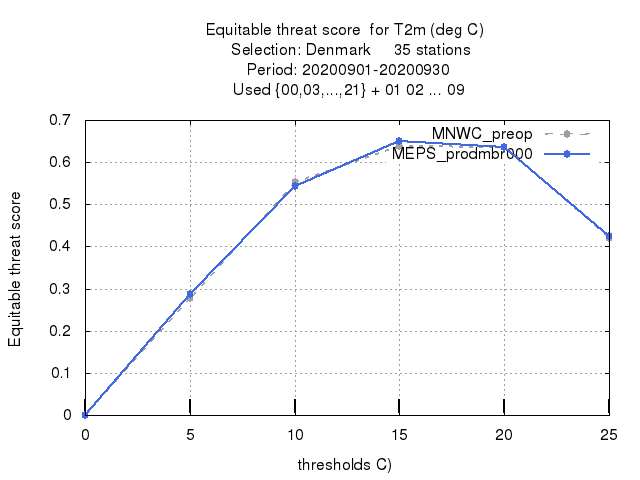 Equitable threat score  for T2m (deg C)
Selection: Denmark     35 stations
Period: 20200901-20200930
Used {00,03,...,21} + 01 02 ... 09
0.7
0.6
0.5
0.4
0.3
0.2
0.1
0
Equitable threat score
MNWC_preop
MEPS_prodmbr000
0 5 10 15 20 25
thresholds C)